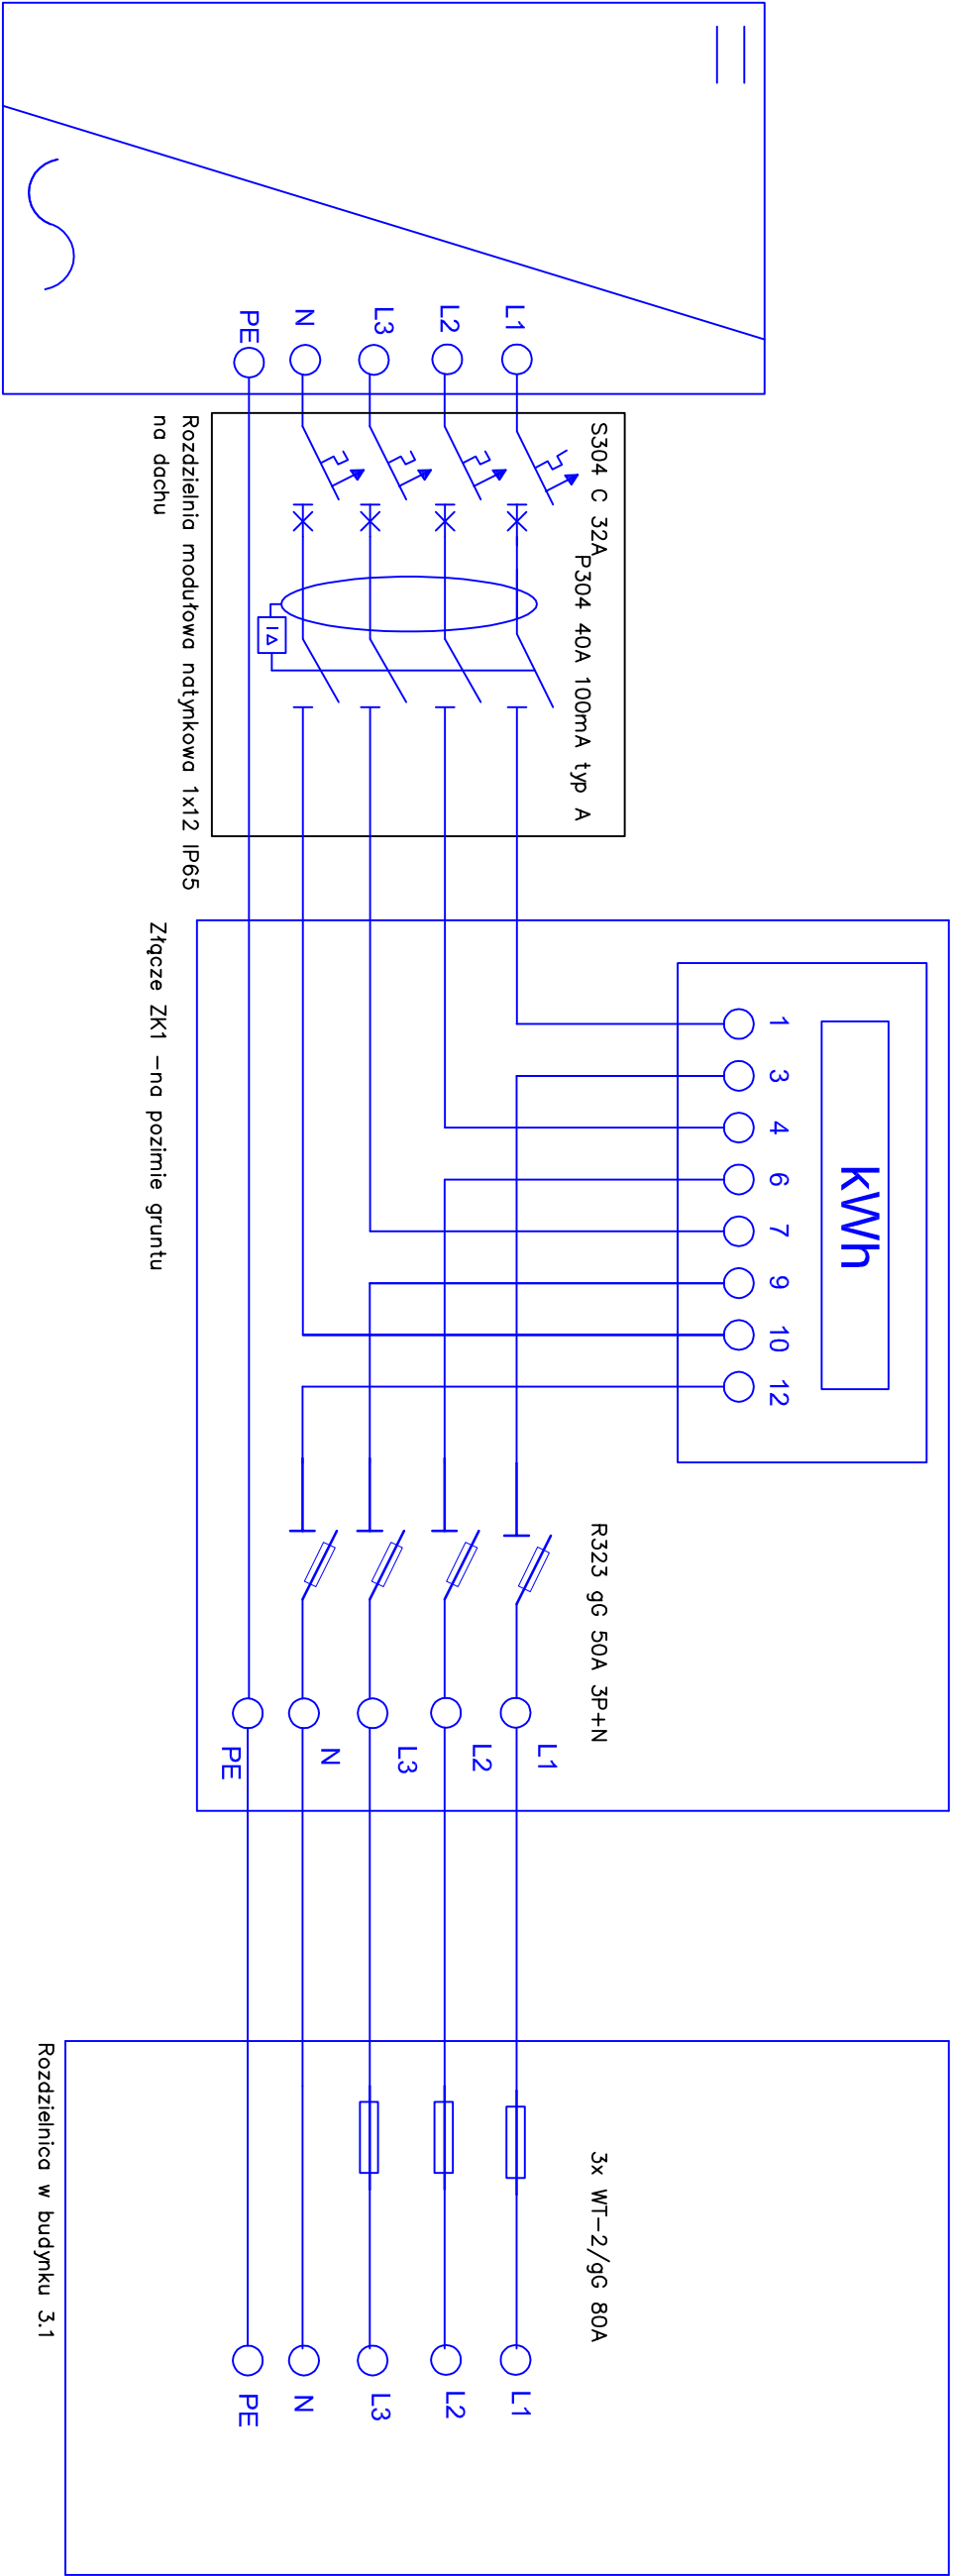 L1
L2
L3
N
PE
S304 C 32A
P304 40A 100mA typ A
I Δ
Rozdzielnia modułowa natynkowa 1x12 IP65
na dachu
kWh
1 3 4 6 7 9 10 12
R323 gG 50A 3P+N
L1
L2
L3
N
PE
Złącze ZK1 –na pozimie gruntu
3x WT–2/gG 80A
L1
L2
L3
N
PE
Rozdzielnica w budynku 3.1